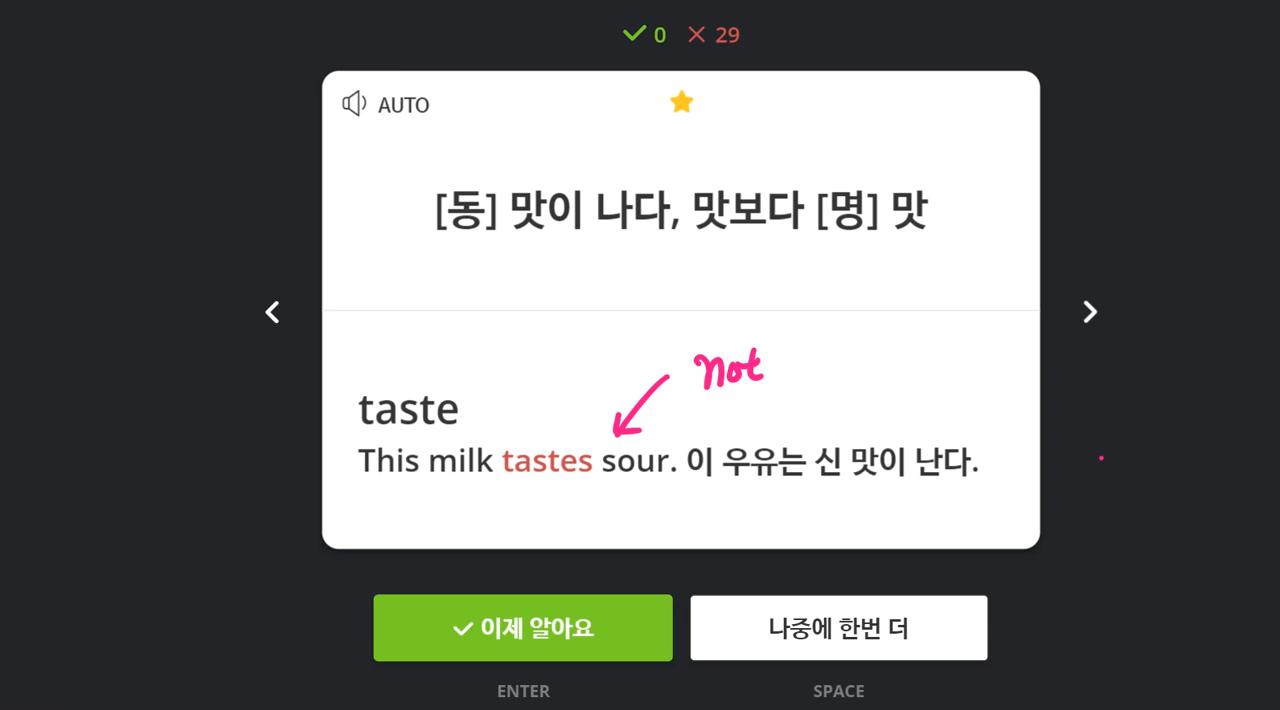 0 29
AUTO
[동] 맛이 나다, 맛보다 [명] 맛
not
taste
This milk tastes sour. 이 우유는 신 맛이 난다.
이제 알아요
나중에 한번 더
ENTER
SPACE